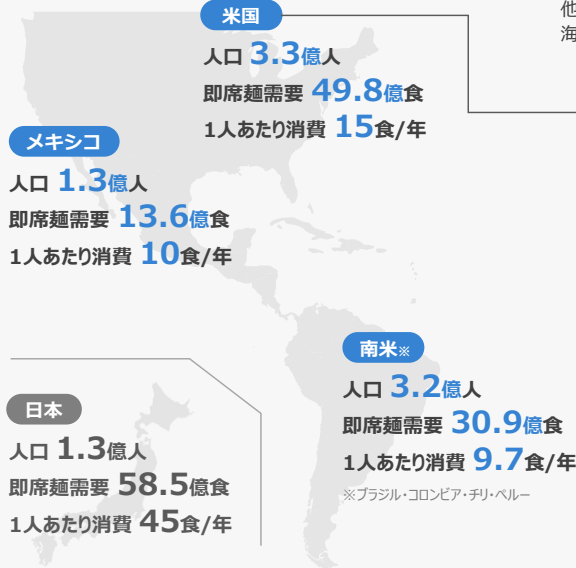 米国
人口 3.3億人
即席麺需要 49.8億食
1人あたり消費 15食/年
他
海
メキシコ
人口 1.3億人
即席麺需要 13.6億食
1人あたり消費 10食/年
南米※
人口 3.2億人
即席麺需要 30.9億食
1人あたり消費 9.7食/年
※ブラジル・コロンビア・チリ・ペルー
日本
人口 1.3億人
即席麺需要 58.5億食
1人あたり消費 45食/年